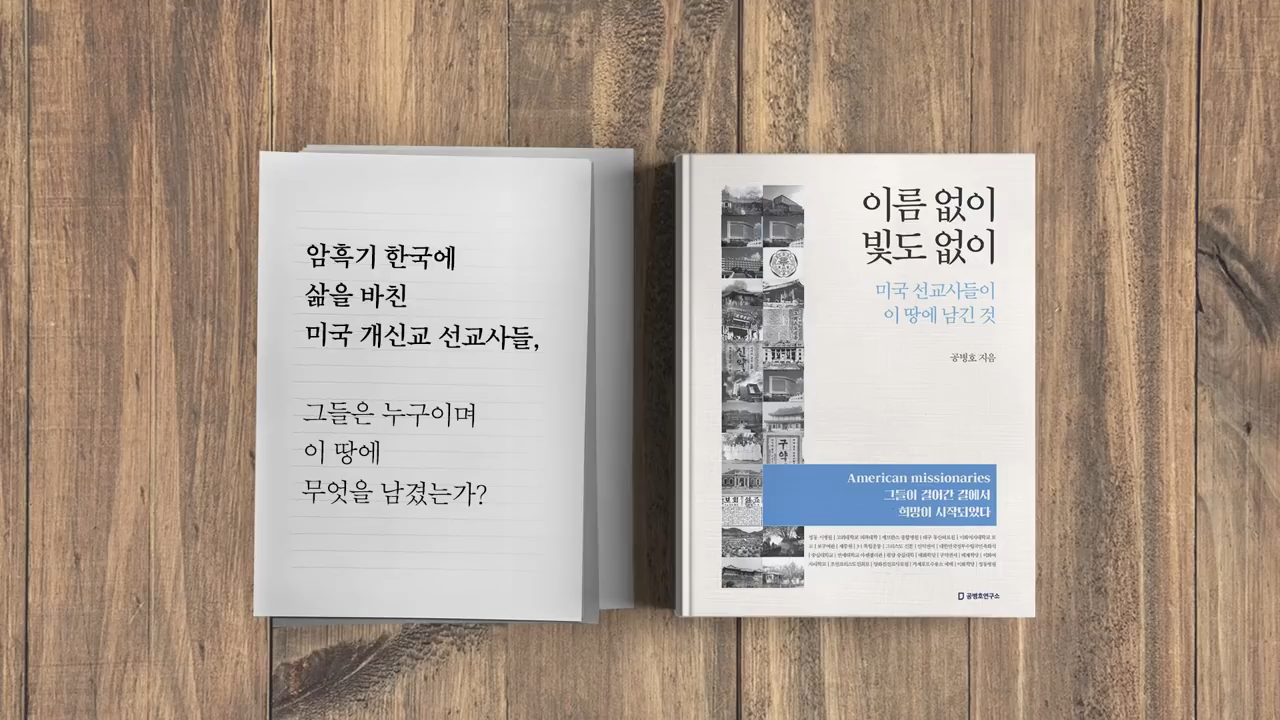 암흑기 한국에
삶을 바친
미국 개신교 선교사들,
그들은 누구이며
이 땅에
무엇을 남겼는가?
이름 없이
빛도 없이
미국 선교사들이
이 땅에 남긴 것
공병호 지음
구약
American missionaries
그들이 걸어간 길에서
희망이 시작되었다
공병호연구소